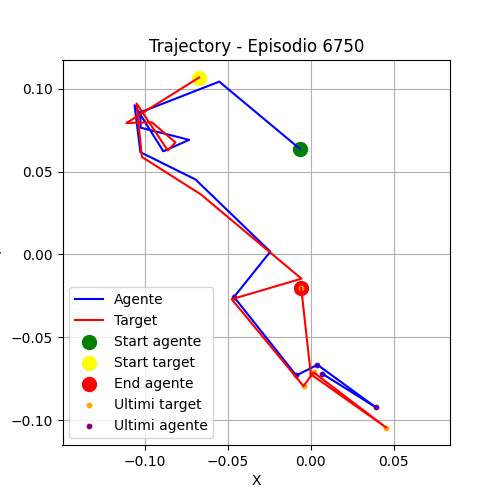 Trajectory - Episodio 6750
0.10
0.05
0.00
−0.05
−0.10
Agente
Target
Start agente
Start target
End agente
Ultimi target
Ultimi agente
−0.10
−0.05
0.00
0.05
X